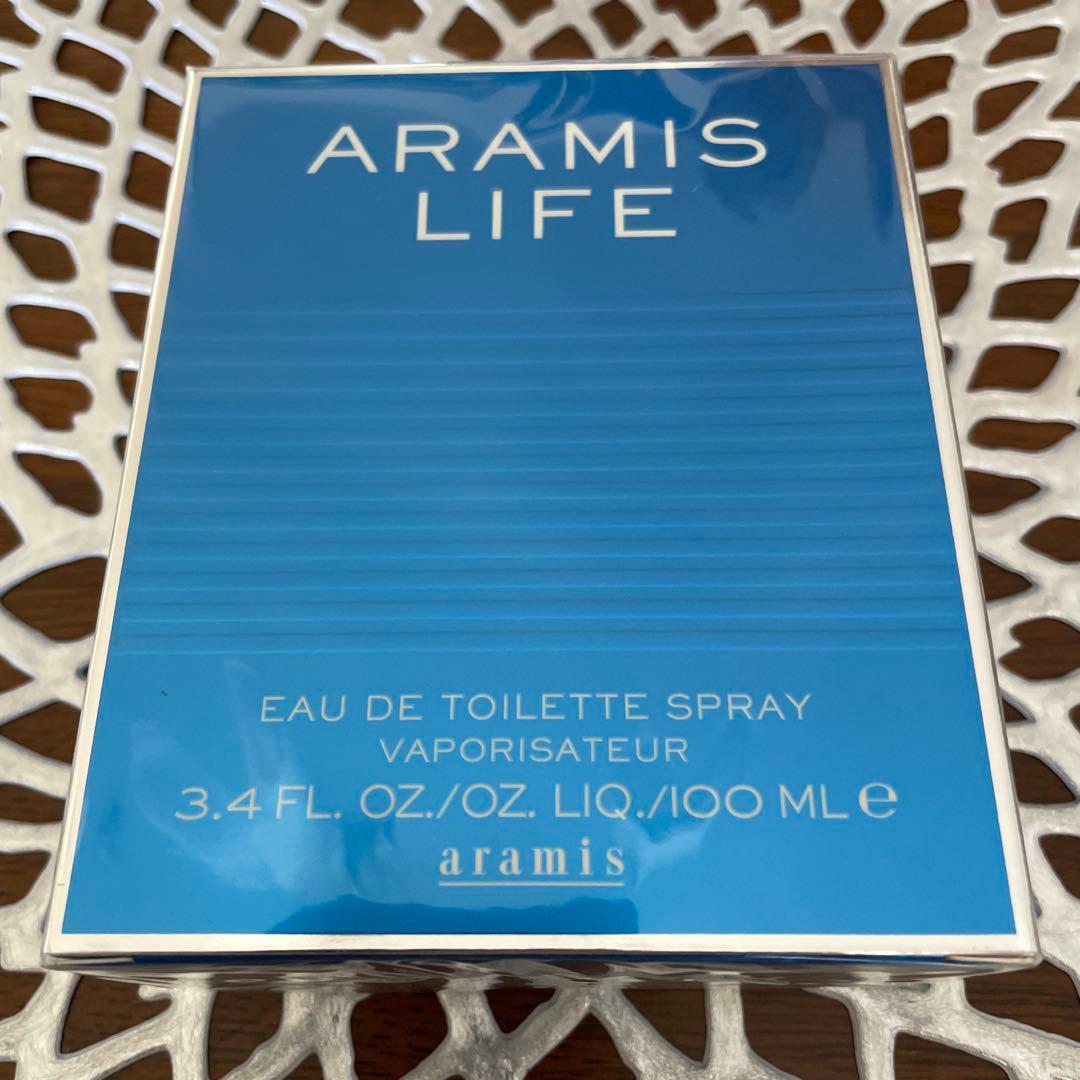 ARAMIS
LIFE
EAU DE TOILETTE SPRAY
VAPORISATEUR
3.4 FL. OZ./OZ. LIQ./100 ML ℮
aramis